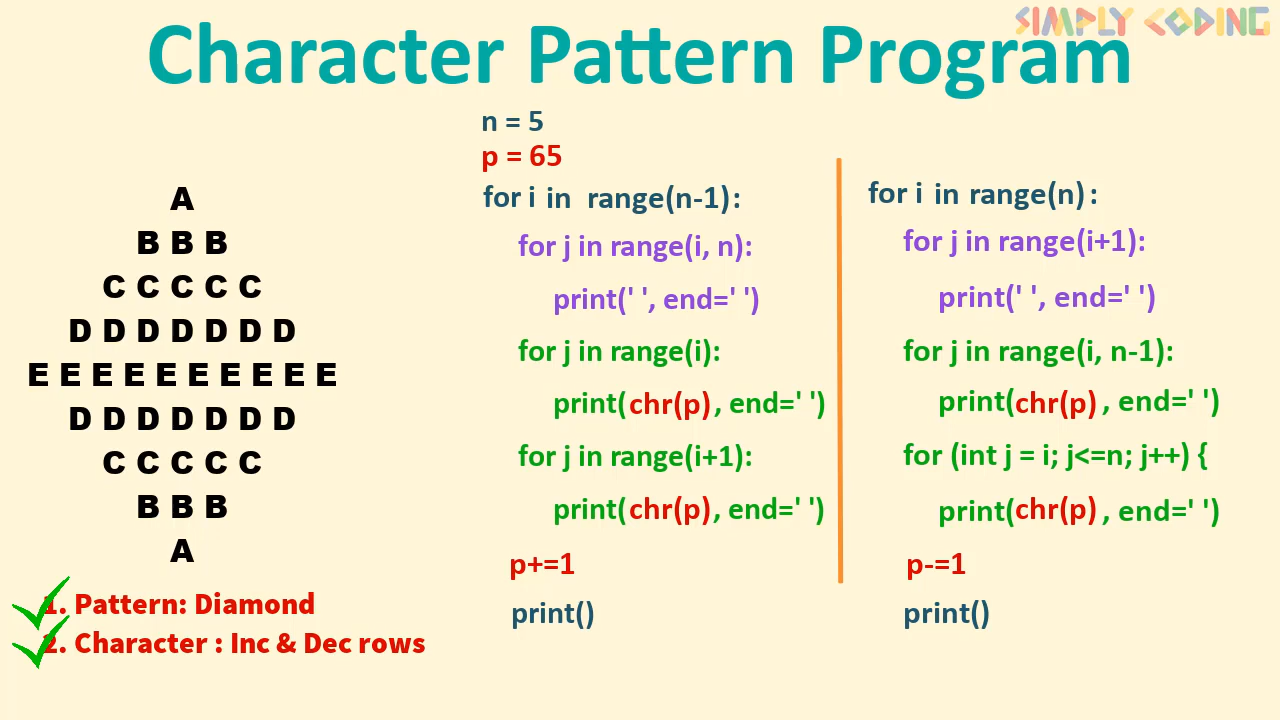 SIMPLY CODING
Character Pattern Program
A
B B B
C C C C C
D D D D D D D
E E E E E E E E E E
D D D D D D D
C C C C C
B B B
A
1. Pattern: Diamond
2. Character : Inc & Dec rows
n = 5
p = 65
for i in range(n-1):
for j in range(i, n):
print(' ', end=' ')
for j in range(i):
print(chr(p), end=' ')
for j in range(i+1):
print(chr(p), end=' ')
p+=1
print()
for i in range(n):
for j in range(i+1):
print(' ', end=' ')
for j in range(i, n-1):
print(chr(p), end=' ')
for (int j = i; j<=n; j++) {
print(chr(p), end=' ')
p-=1
print()